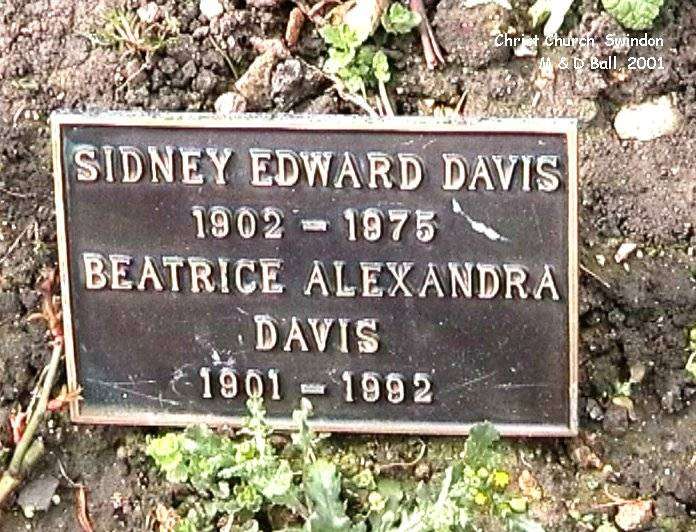 Christ Church, Swindon
M & D Ball, 2001
SIDNEY EDWARD DAVIS
1902 - 1975
BEATRICE ALEXANDRA
DAVIS
1901 - 1992